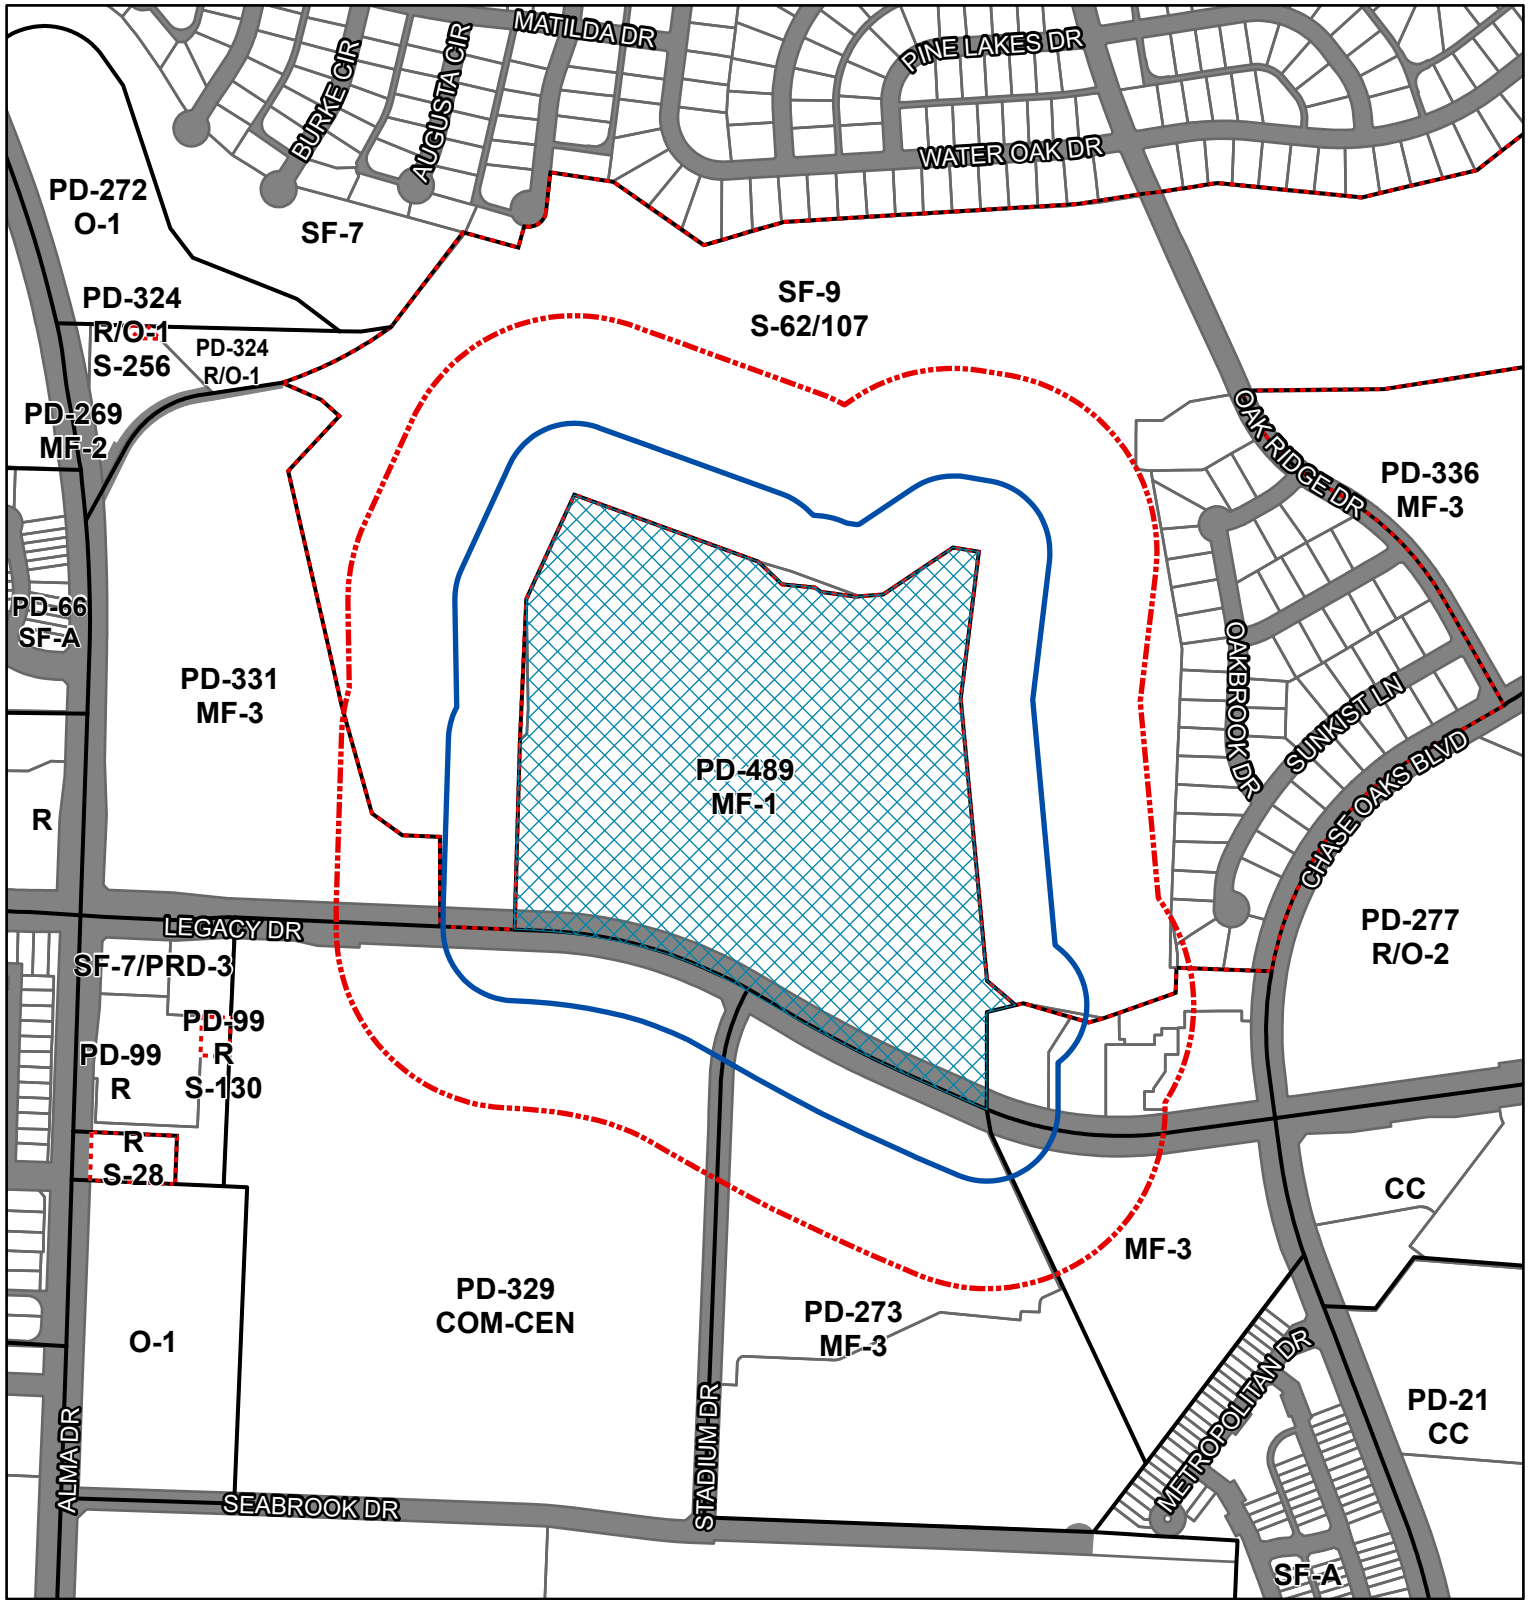 MATILDA DR
PINE LAKES DR
BURKE CIR
AUGUSTA CIR
WATER OAK DR
PD-272
O-1
SF-7
SF-9
S-62/107
PD-324
R/O-1
S-256
PD-324
R/O-1
PD-269
MF-2
OAK RIDGE DR
PD-336
MF-3
PD-66
SF-A
PD-331
MF-3
OAKBROOK DR
SUNKIST LN
CHASE OAKS BLVD
PD-489
MF-1
R
LEGACY DR
PD-277
R/O-2
SF-7/PRD-3
PD-99
R
S-130
PD-99
R
R
S-28
CC
MF-3
PD-329
COM-CEN
PD-273
MF-3
O-1
METROPOLITAN DR
PD-21
CC
ALMA DR
STADIUM DR
SEABROOK DR
SF-A